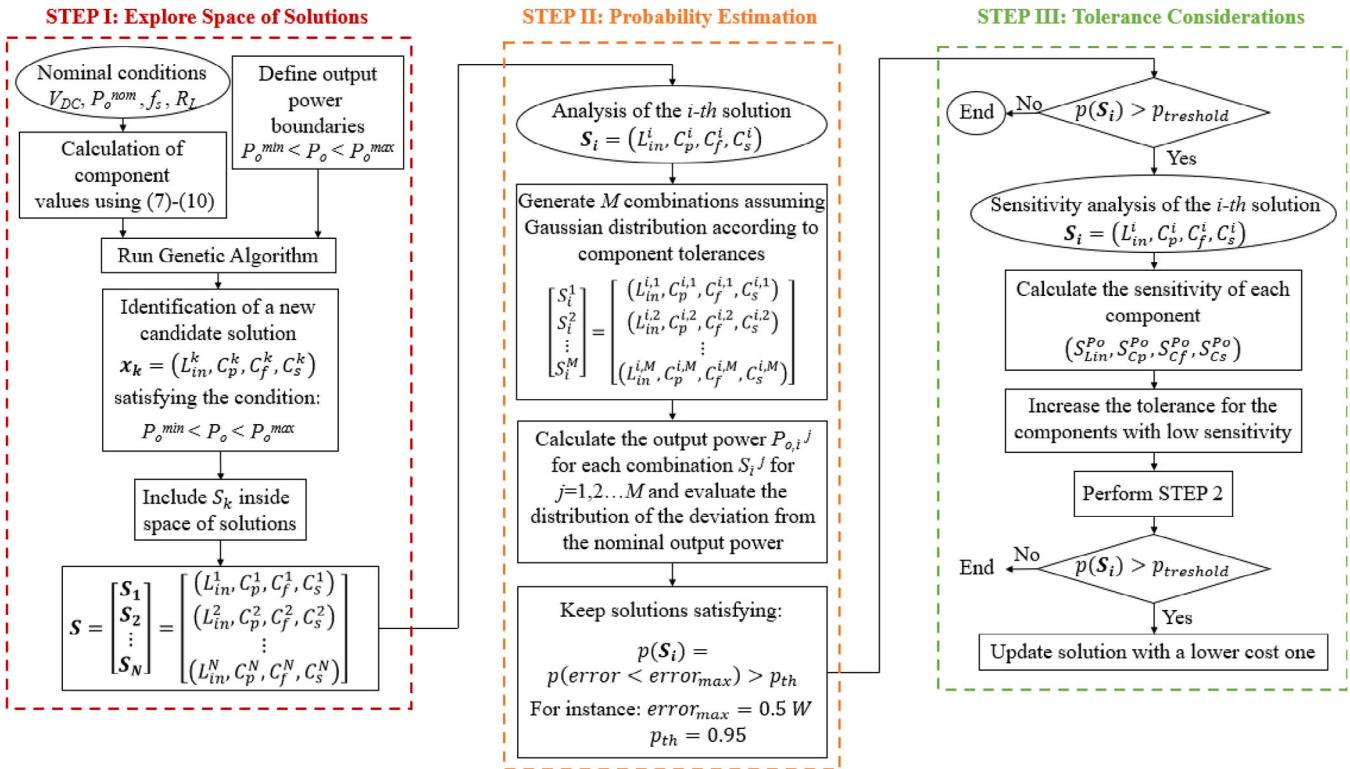 STEP I: Explore Space of Solutions
Nominal conditions
V_DC, P_o^nom, f_s, R_L
Define output
power
boundaries
P_o^min < P_o < P_o^max
Calculation of
component
values using (7)-(10)
Run Genetic Algorithm
Identification of a new
candidate solution
x_k = (L_in^k, C_p^k, C_f^k, C_s^k)
satisfying the condition:
P_o^min < P_o < P_o^max
Include S_k inside
space of solutions
S = [S_1 S_2 ⋮ S_N] = [(L_in^1, C_p^1, C_f^1, C_s^1)
(L_in^2, C_p^2, C_f^2, C_s^2)
⋮
(L_in^N, C_p^N, C_f^N, C_s^N)]
STEP II: Probability Estimation
Analysis of the i-th solution
S_i = (L_in^i, C_p^i, C_f^i, C_s^i)
Generate M combinations assuming
Gaussian distribution according to
component tolerances
[S_i^1 S_i^2 ⋮ S_i^M] = [(L_in^i,1, C_p^i,1, C_f^i,1, C_s^i,1)
(L_in^i,2, C_p^i,2, C_f^i,2, C_s^i,2)
⋮
(L_in^i,M, C_p^i,M, C_f^i,M, C_s^i,M)]
Calculate the output power P_o,i^j
for each combination S_i^j for
j=1,2…M and evaluate the
distribution of the deviation from
the nominal output power
Keep solutions satisfying:
p(S_i) =
p(error < error_max) > p_th
For instance: error_max = 0.5 W
p_th = 0.95
STEP III: Tolerance Considerations
p(S_i) > p_treshold
No
End
Yes
Sensitivity analysis of the i-th solution
S_i = (L_in^i, C_p^i, C_f^i, C_s^i)
Calculate the sensitivity of each
component
(S_Lin^Po, S_Cp^Po, S_Cf^Po, S_Cs^Po)
Increase the tolerance for the
components with low sensitivity
Perform STEP 2
p(S_i) > p_treshold
No
End
Yes
Update solution with a lower cost one